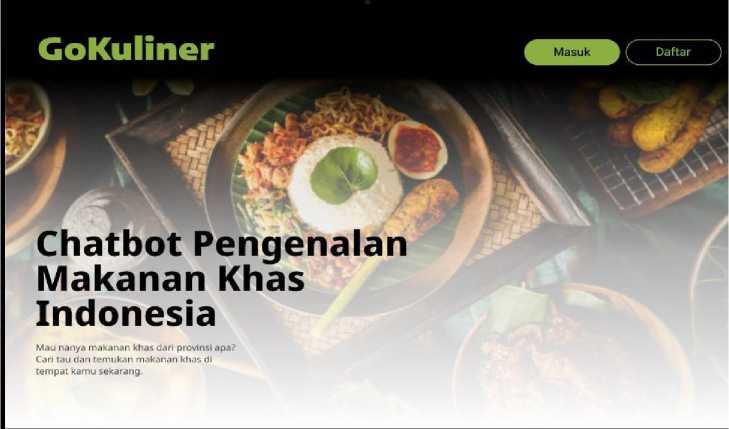 GoKuliner
Masuk
Daftar
Chatbot Pengenalan
Makanan Khas
Indonesia
Mau nanya makanan khas dari provinsi apa?
Cari tau dan temukan makanan khas di
tempat kamu sekarang.